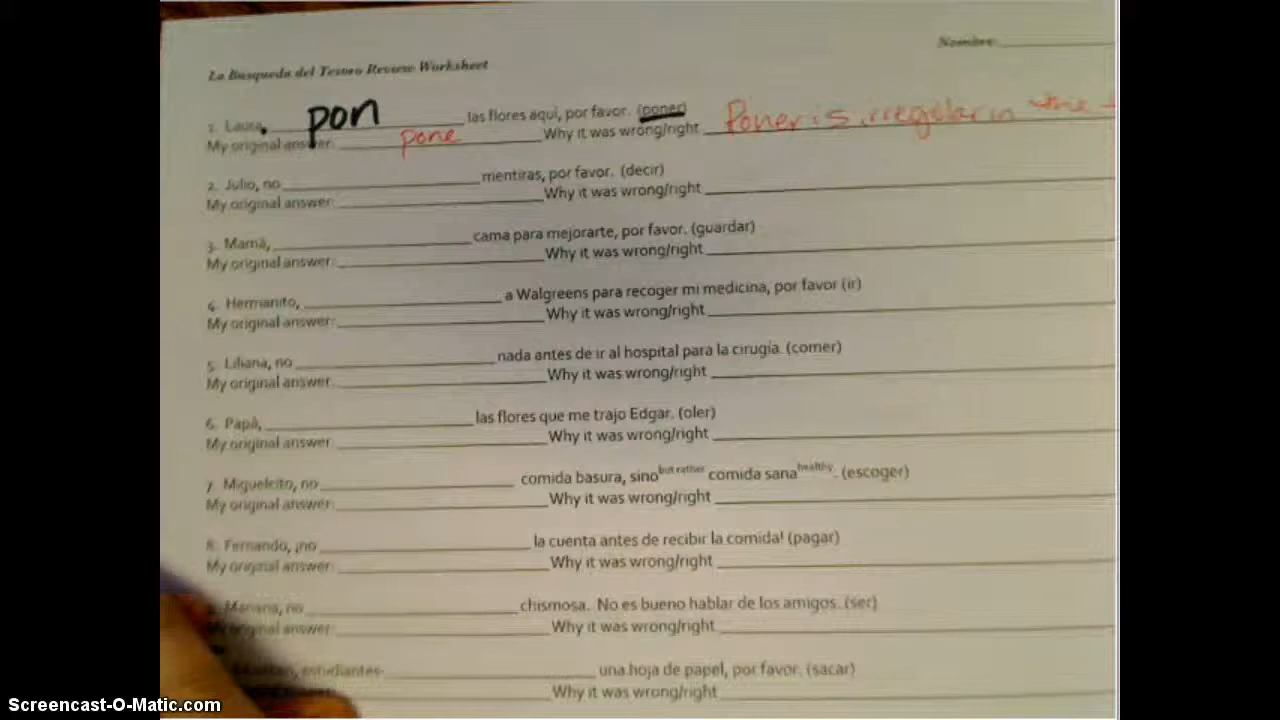 Nombre
La Busqueda del Tesoro Review Worksheet
1. Laura, pon las flores aquí, por favor. (poner)
My original answer: pone Why it was wrong/right Poner is irregular in the
2. Julio, no mentiras, por favor. (decir)
My original answer: Why it was wrong/right
3. Mamá, cama para mejorarte, por favor. (guardar)
My original answer: Why it was wrong/right
4. Hermanito, a Walgreens para recoger mi medicina, por favor (ir)
My original answer: Why it was wrong/right
5. Liliana, no nada antes de ir al hospital para la cirugía. (comer)
My original answer: Why it was wrong/right
6. Papá, las flores que me trajo Edgar. (oler)
My original answer: Why it was wrong/right
7. Miguelcito, no comida basura, sino but rather comida sana healthy. (escoger)
My original answer: Why it was wrong/right
8. Fernando, ¡no la cuenta antes de recibir la comida! (pagar)
My original answer: Why it was wrong/right
Mariana, no chismosa. No es bueno hablar de los amigos. (ser)
My original answer: Why it was wrong/right
estudiantes una hoja de papel, por favor. (sacar)
answer: Why it was wrong/right
Screencast-O-Matic.com